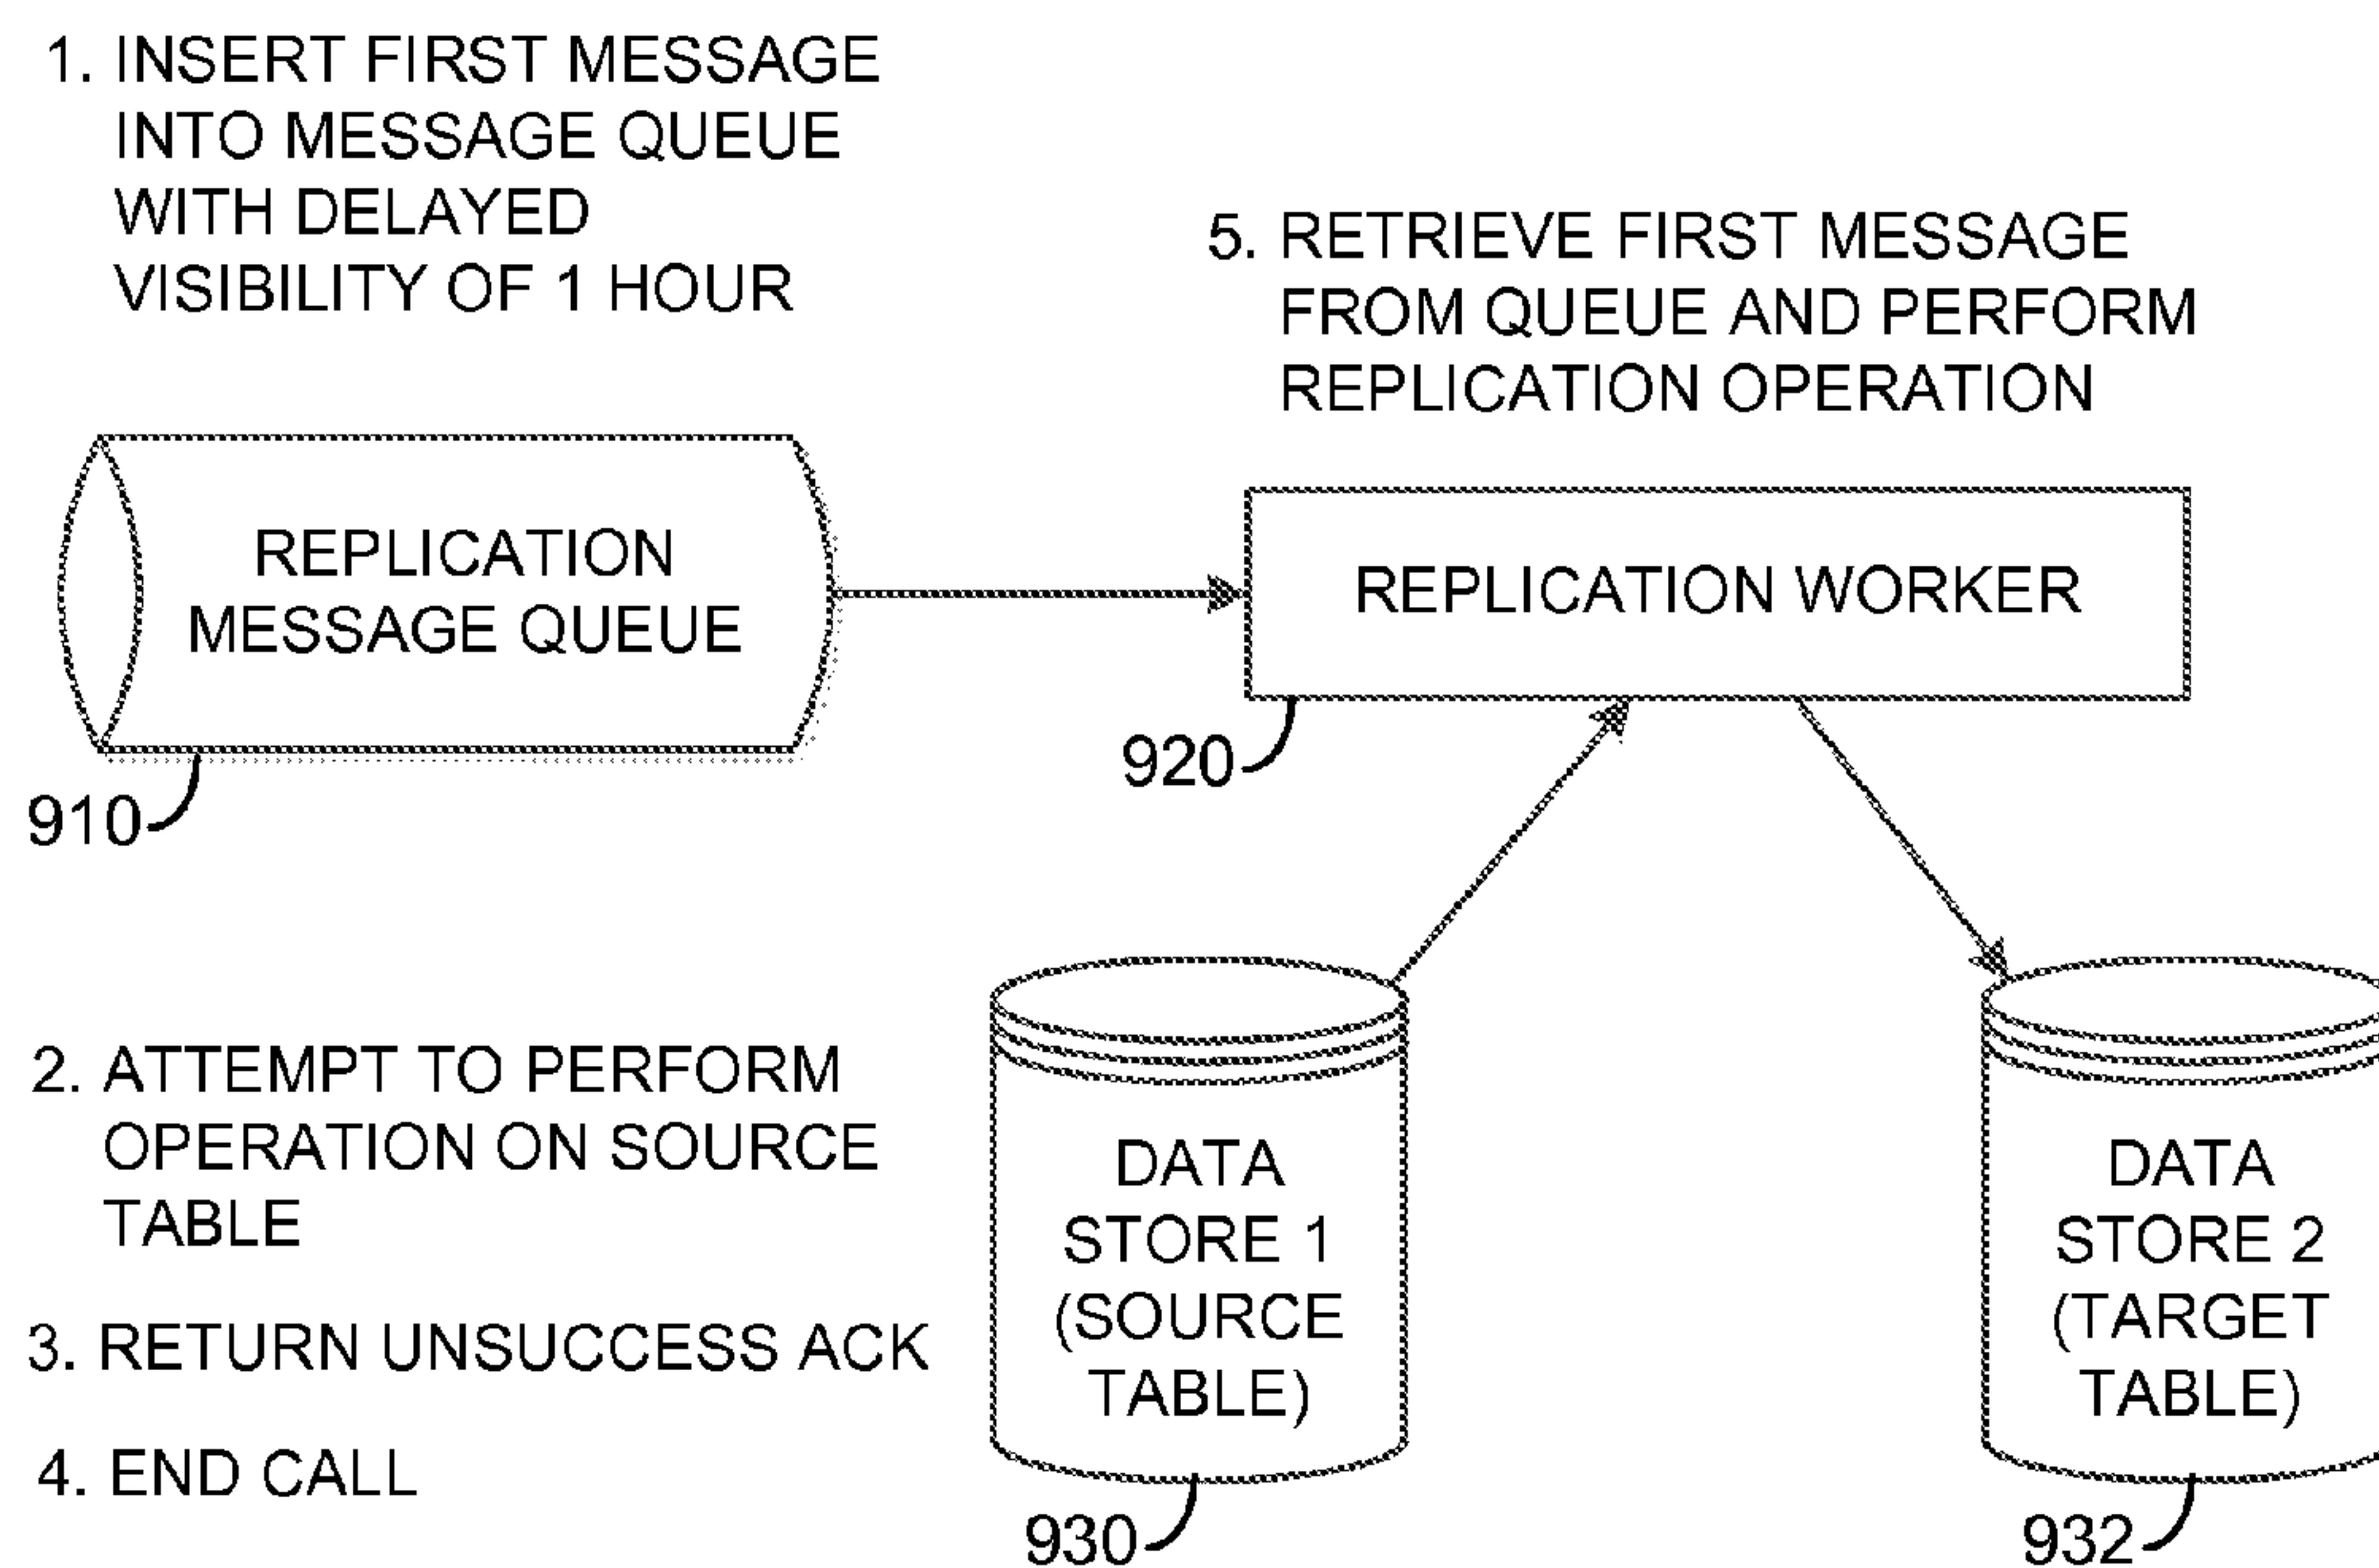 1. INSERT FIRST MESSAGE
INTO MESSAGE QUEUE
WITH DELAYED
VISIBILITY OF 1 HOUR
5. RETRIEVE FIRST MESSAGE
FROM QUEUE AND PERFORM
REPLICATION OPERATION
REPLICATION
MESSAGE QUEUE
REPLICATION WORKER
910
920
2. ATTEMPT TO PERFORM
OPERATION ON SOURCE
TABLE
3. RETURN UNSUCCESS ACK
4. END CALL
DATA
STORE 1
(SOURCE
TABLE)
DATA
STORE 2
(TARGET
TABLE)
930
932